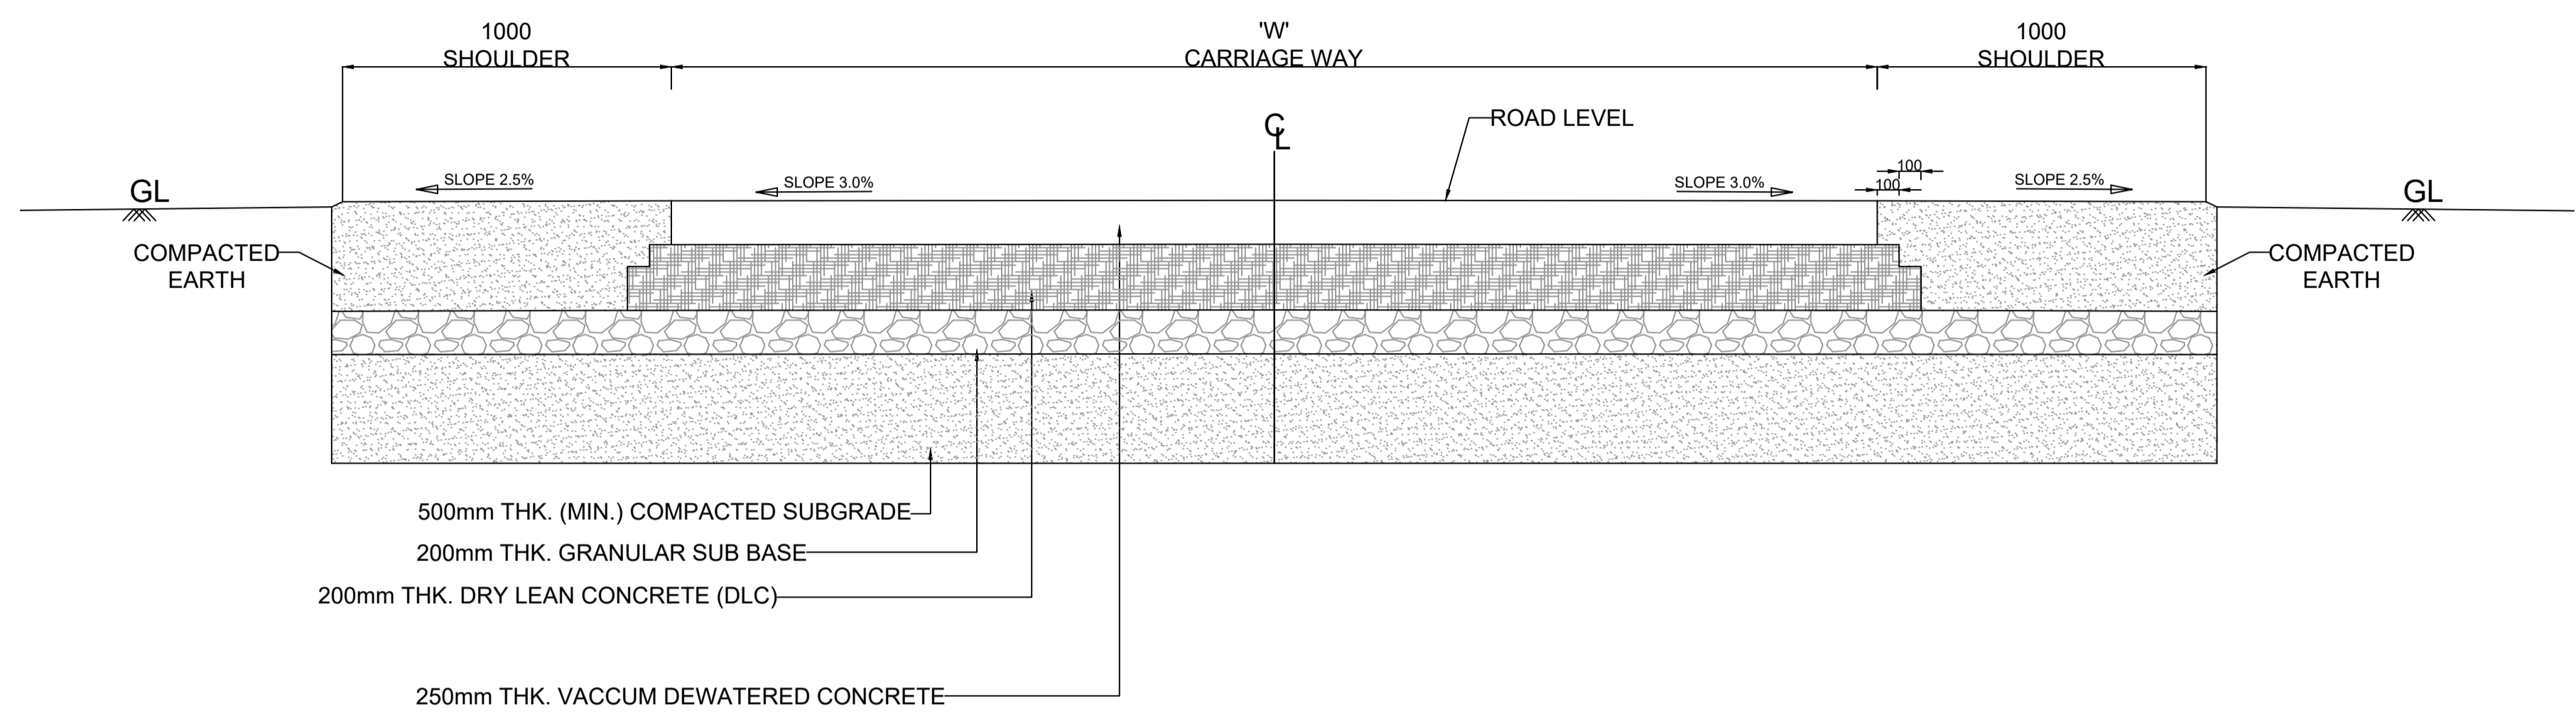 1000
SHOULDER
'W'
CARRIAGE WAY
1000
SHOULDER
CL
ROAD LEVEL
GL
SLOPE 2.5%
SLOPE 3.0%
SLOPE 3.0%
100
100
SLOPE 2.5%
GL
COMPACTED
EARTH
COMPACTED
EARTH
500mm THK. (MIN.) COMPACTED SUBGRADE
200mm THK. GRANULAR SUB BASE
200mm THK. DRY LEAN CONCRETE (DLC)
250mm THK. VACCUM DEWATERED CONCRETE